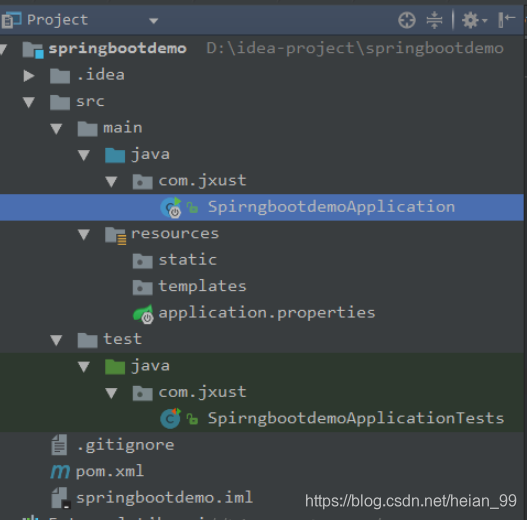 Project
springbootdemo D:\idea-project\springbootdemo
.idea
src
main
java
com.jxust
SpirngbootdemoApplication
resources
static
templates
application.properties
test
java
com.jxust
SpirngbootdemoApplicationTests
.gitignore
pom.xml
springbootdemo.iml
https://blog.csdn.net/heian_99